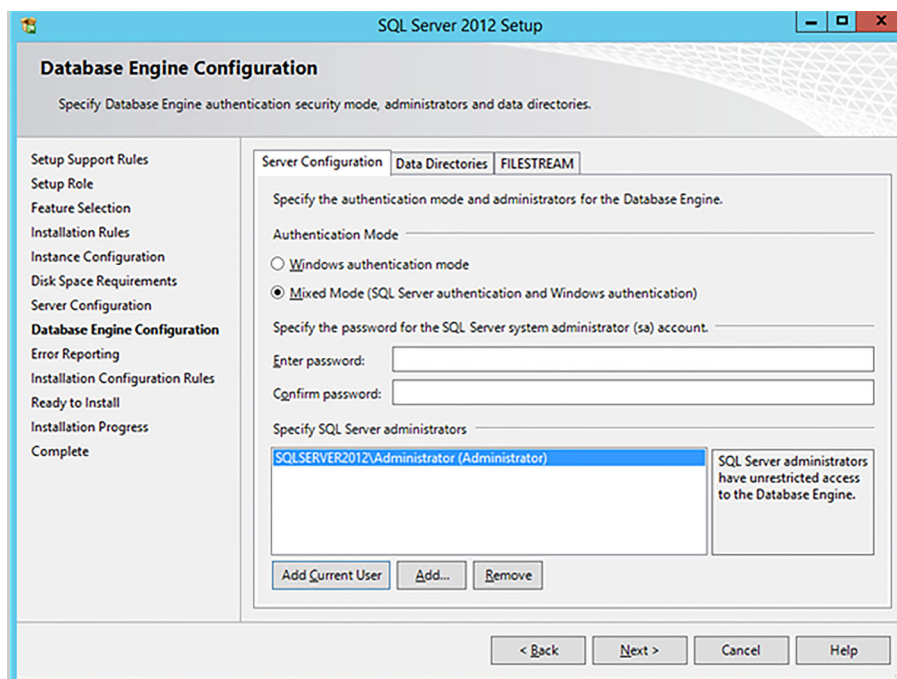 SQL Server 2012 Setup
Database Engine Configuration
Specify Database Engine authentication security mode, administrators and data directories.
Setup Support Rules
Setup Role
Feature Selection
Installation Rules
Instance Configuration
Disk Space Requirements
Server Configuration
Database Engine Configuration
Error Reporting
Installation Configuration Rules
Ready to Install
Installation Progress
Complete
Server Configuration
Data Directories
FILESTREAM
Specify the authentication mode and administrators for the Database Engine.
Authentication Mode
Windows authentication mode
Mixed Mode (SQL Server authentication and Windows authentication)
Specify the password for the SQL Server system administrator (sa) account.
Enter password:
Confirm password:
Specify SQL Server administrators
SQLSERVER2012\Administrator (Administrator)
SQL Server administrators
have unrestricted access
to the Database Engine.
Add Current User
Add...
Remove
< Back
Next >
Cancel
Help